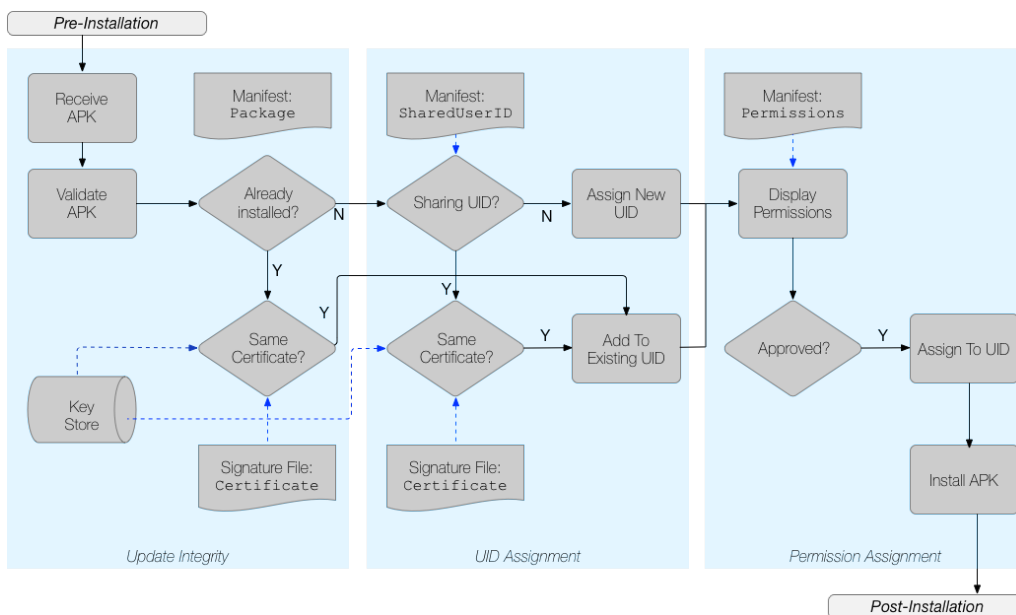 Pre-Installation
Receive
APK
Manifest:
Package
Manifest:
SharedUserID
Manifest:
Permissions
Validate
APK
Already
installed?
N
Sharing UID?
N
Assign New
UID
Display
Permissions
Y
Y
Y
Same
Certificate?
Same
Certificate?
Y
Add To
Existing UID
Approved?
Y
Assign To UID
Key
Store
Signature File:
Certificate
Signature File:
Certificate
Install APK
Update Integrity
UID Assignment
Permission Assignment
Post-Installation